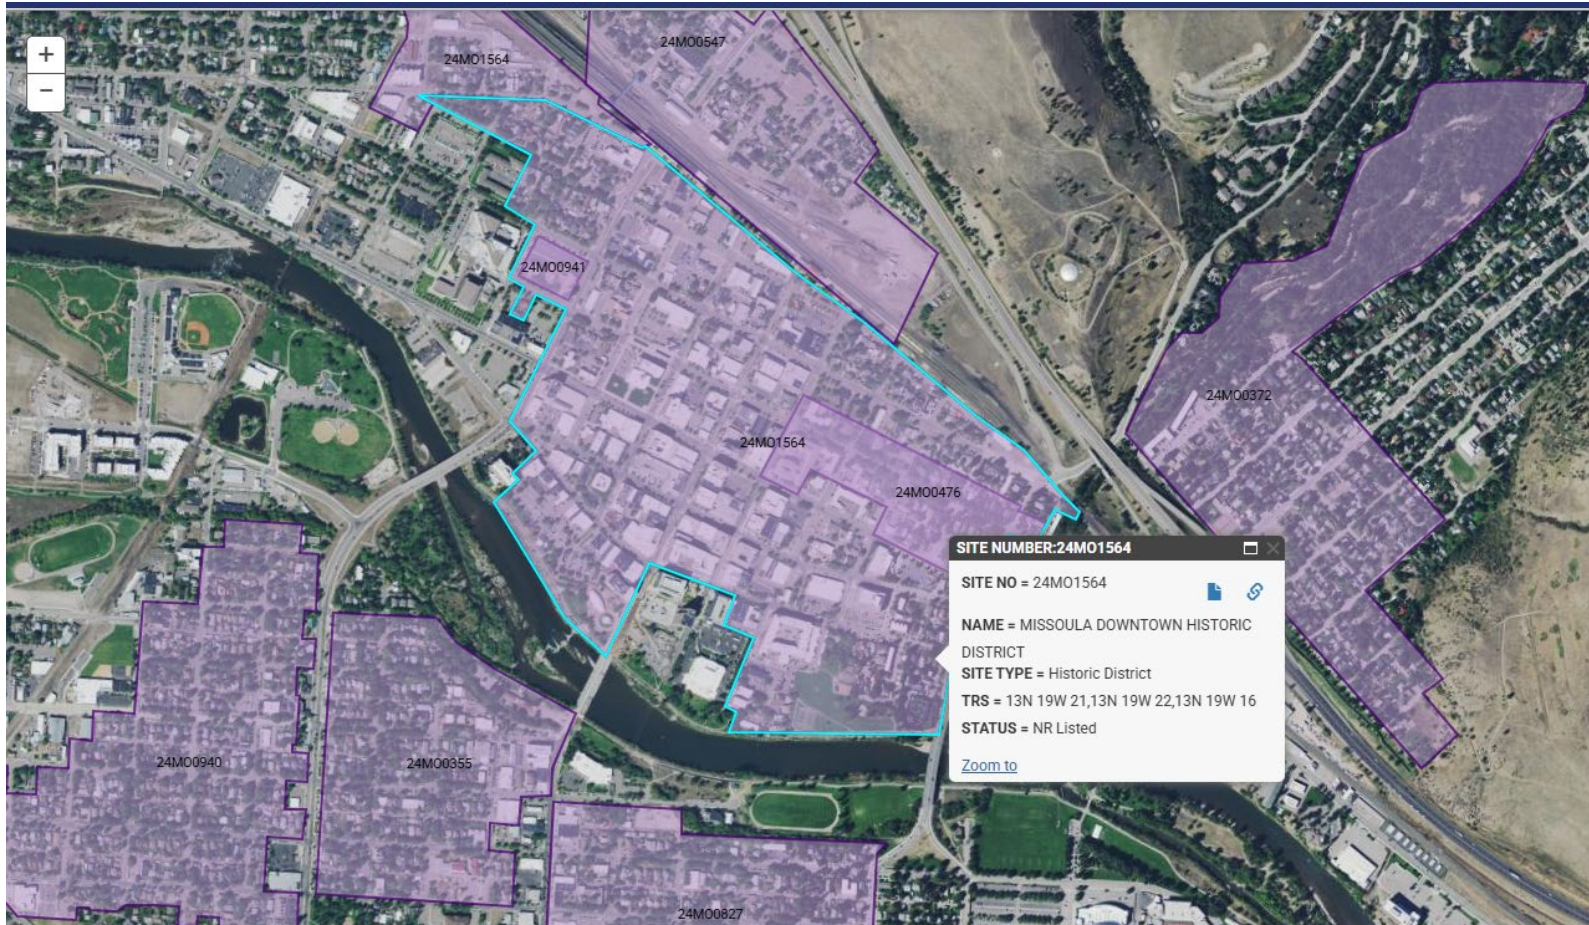 +
−
24MO1564
24MO0547
24MO0941
24MO0372
24MO1564
24MO0476
SITE NUMBER:24MO1564
SITE NO = 24MO1564
NAME = MISSOULA DOWNTOWN HISTORIC
DISTRICT
SITE TYPE = Historic District
TRS = 13N 19W 21,13N 19W 22,13N 19W 16
STATUS = NR Listed
Zoom to
24MO0940
24MO0355
24MO0827